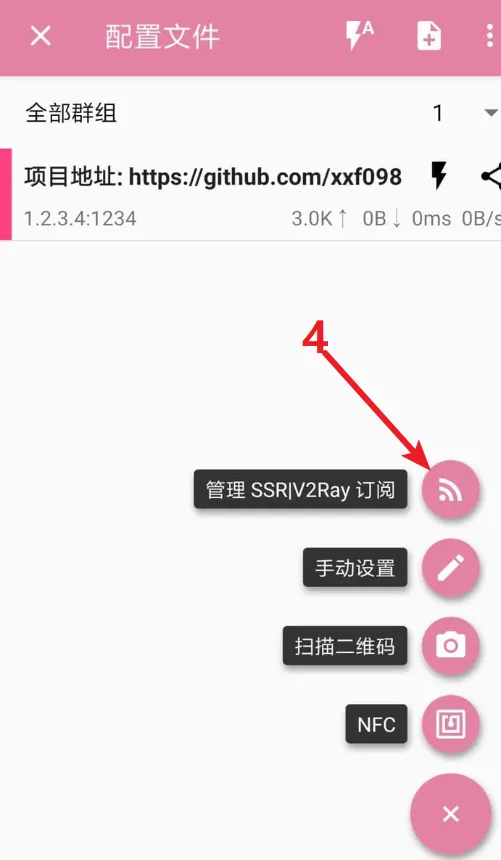 配置文件
A
全部群组 1
项目地址: https://github.com/xxf098
1.2.3.4:1234 3.0K↑ 0B↓ 0ms 0B/s
4
管理 SSR|V2Ray 订阅
手动设置
扫描二维码
NFC